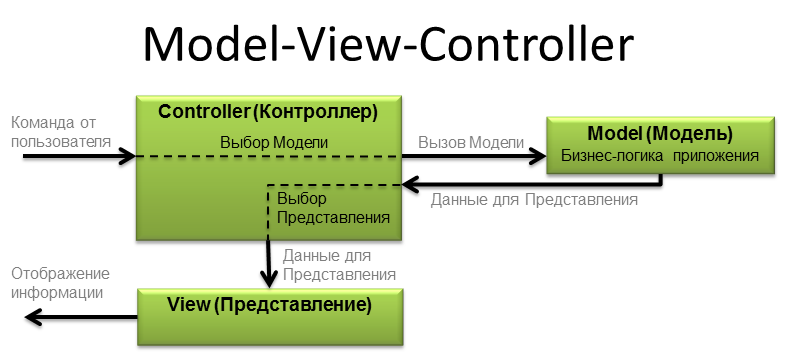 Model-View-Controller
Controller (Контроллер)
Команда от
пользователя
Выбор Модели
Вызов Модели
Model (Модель)
Бизнес-логика приложения
Выбор
Представления
Данные для Представления
Данные для
Представления
Отображение
информации
View (Представление)